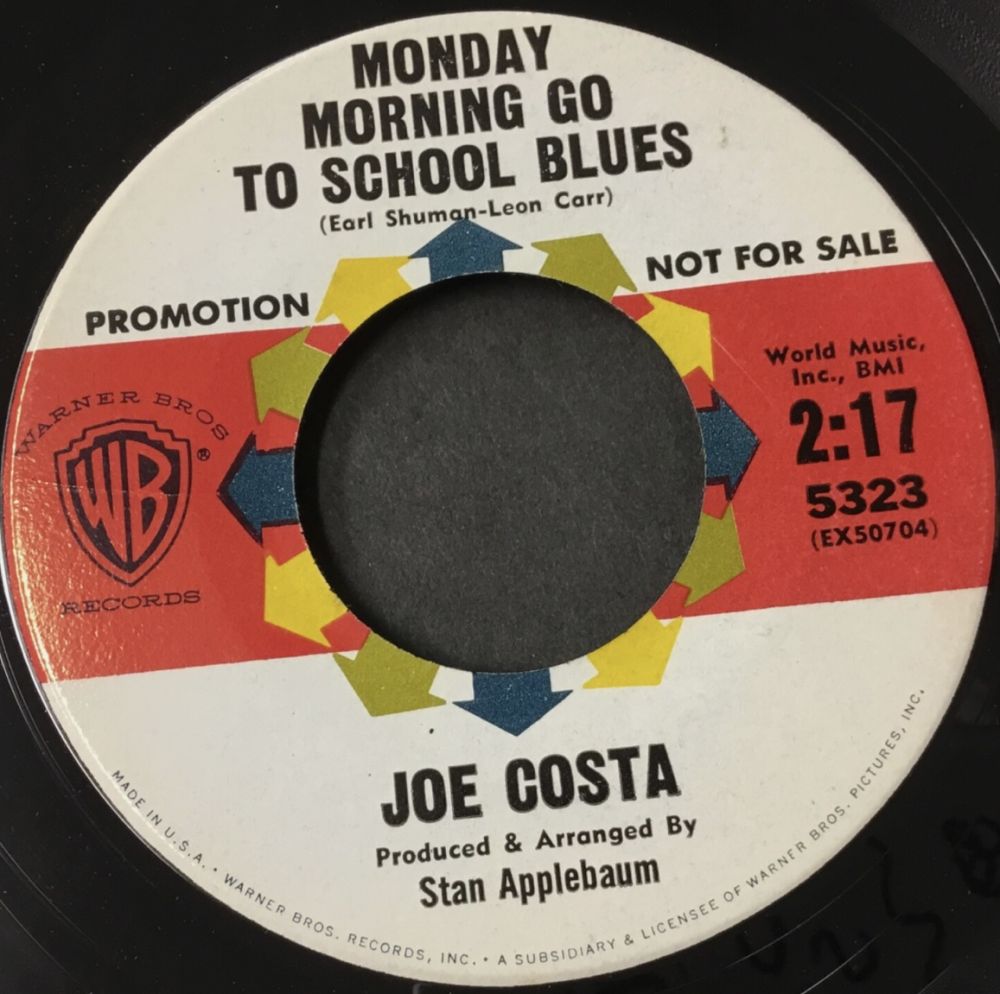 MONDAY
MORNING GO
TO SCHOOL BLUES
(Earl Shuman-Leon Carr)
PROMOTION
NOT FOR SALE
WARNER BROS
WB
®
RECORDS
World Music,
Inc., BMI
2:17
5323
(EX50704)
JOE COSTA
Produced & Arranged By
Stan Applebaum
MADE IN U.S.A. • WARNER BROS. RECORDS, INC. • A SUBSIDIARY & LICENSEE OF WARNER BROS. PICTURES, INC.